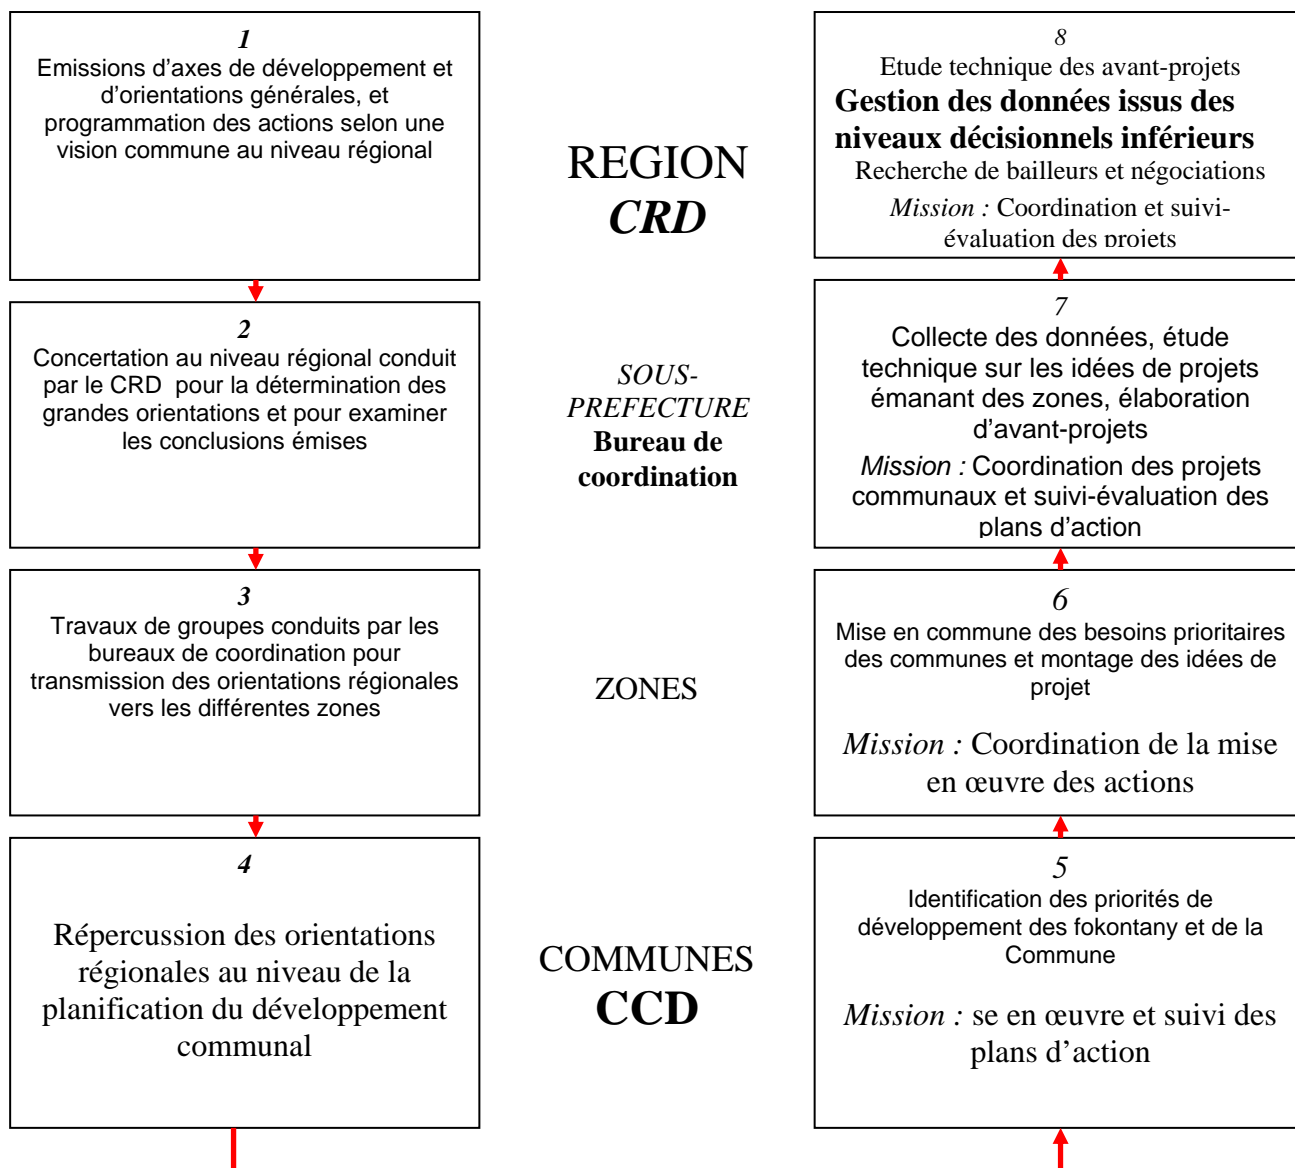 1
Emissions d'axes de développement et
d'orientations générales, et
programmation des actions selon une
vision commune au niveau régional
2
Concertation au niveau régional conduit
par le CRD  pour la détermination des
grandes orientations et pour examiner
les conclusions émises
3
Travaux de groupes conduits par les
bureaux de coordination pour
transmission des orientations régionales
vers les différentes zones
4
Répercussion des orientations
régionales au niveau de la
planification du développement
communal
REGION
CRD
SOUS-
PREFECTURE
Bureau de
coordination
ZONES
COMMUNES
CCD
8
Etude technique des avant-projets
Gestion des données issus des
niveaux décisionnels inférieurs
Recherche de bailleurs et négociations
Mission : Coordination et suivi-
évaluation des projets
7
Collecte des données, étude
technique sur les idées de projets
émanant des zones, élaboration
d'avant-projets
Mission : Coordination des projets
communaux et suivi-évaluation des
plans d'action
6
Mise en commune des besoins prioritaires
des communes et montage des idées de
projet
Mission : Coordination de la mise
en œuvre des actions
5
Identification des priorités de
développement des fokontany et de la
Commune
Mission : se en œuvre et suivi des
plans d'action